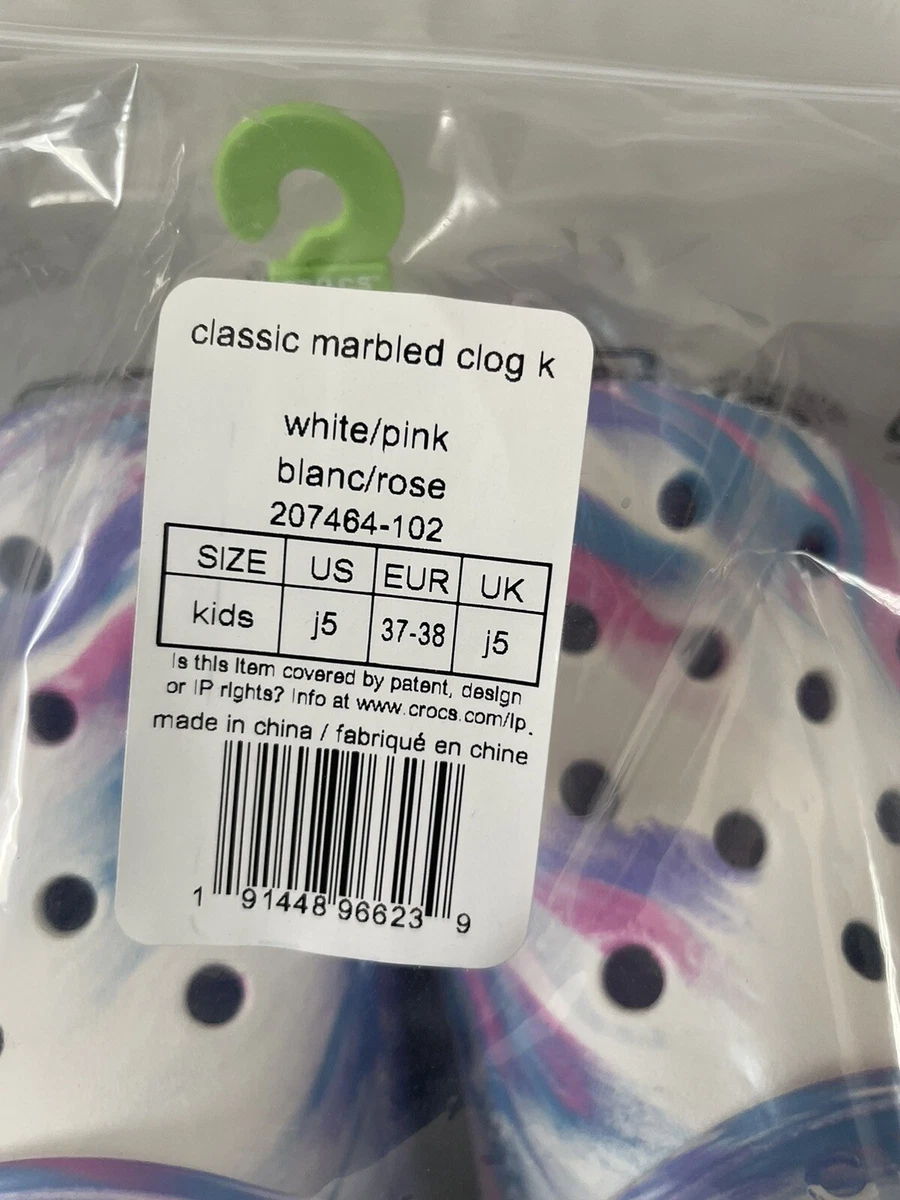 crocs
classic marbled clog k
white/pink
blanc/rose
207464-102
SIZE US EUR UK
kids j5 37-38 j5
Is this Item covered by patent, design
or IP rights? Info at www.crocs.com/Ip.
made in china / fabriqué en chine
1 91448 96623 9